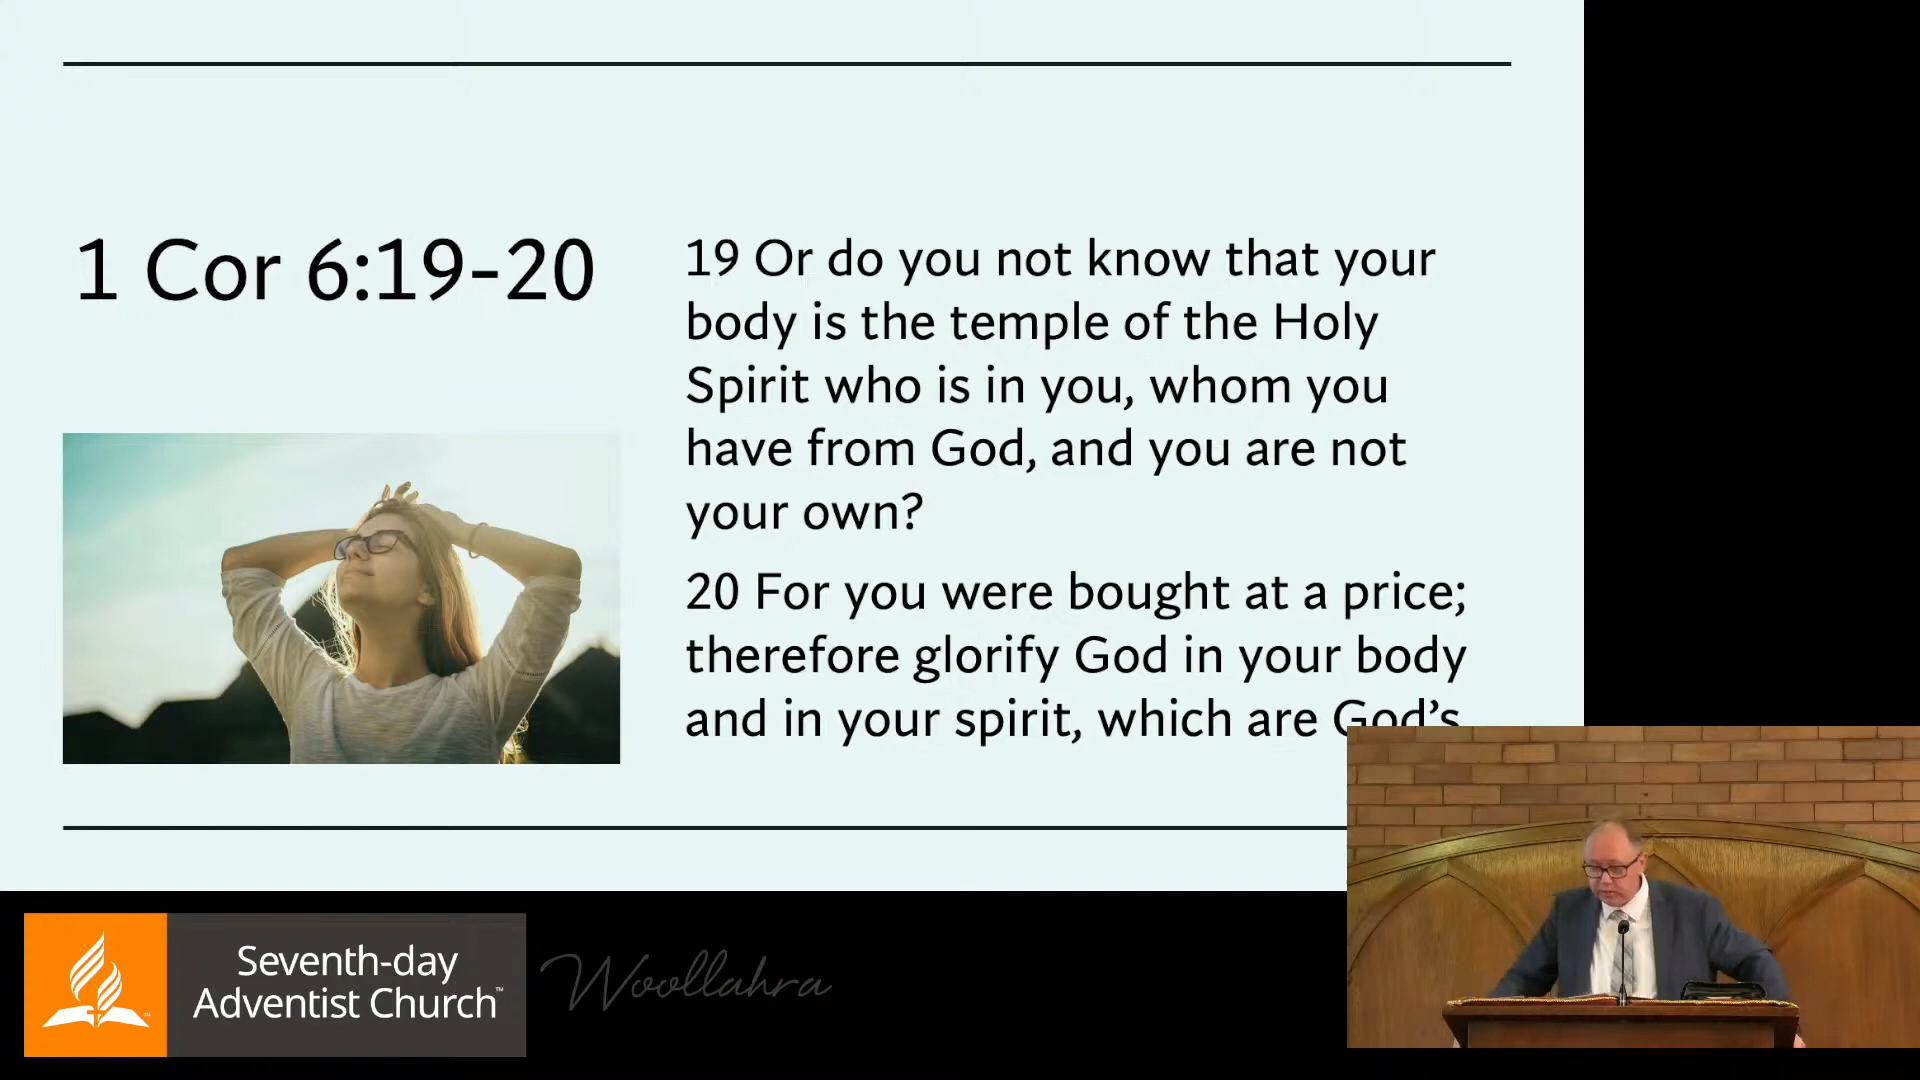 1 Cor 6:19-20
19 Or do you not know that your
body is the temple of the Holy
Spirit who is in you, whom you
have from God, and you are not
your own?
20 For you were bought at a price;
therefore glorify God in your body
and in your spirit, which are God’s
Seventh-day
Adventist Church™
Woollahra